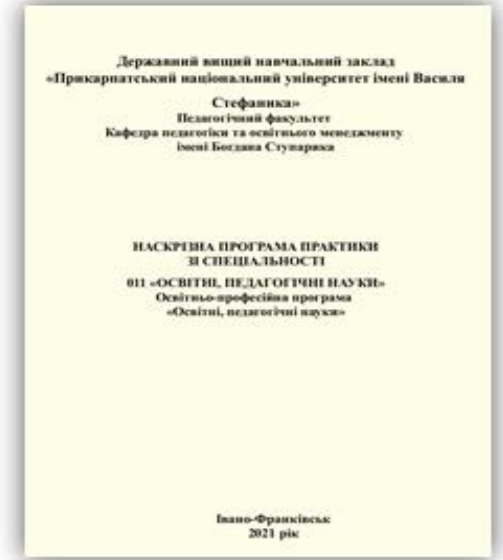 Державний вищий навчальний заклад
«Прикарпатський національний університет імені Василя
Стефаника»
Педагогічний факультет
Кафедра педагогіки та освітнього менеджменту
імені Богдана Ступарика
НАСКРІЗНА ПРОГРАМА ПРАКТИКИ
ЗІ СПЕЦІАЛЬНОСТІ
011 «ОСВІТНІ, ПЕДАГОГІЧНІ НАУКИ»
Освітньо-професійна програма
«Освітні, педагогічні науки»
Івано-Франківськ
2021 рік